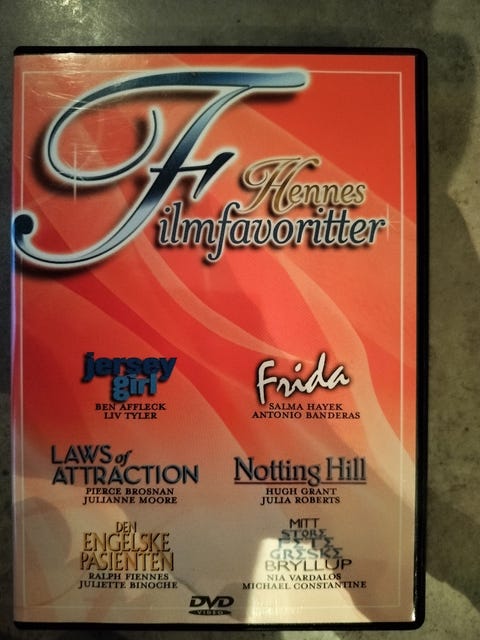 Hennes
Filmfavoritter
jersey
girl
BEN AFFLECK
LIV TYLER
Frida
SALMA HAYEK
ANTONIO BANDERAS
LAWS of
ATTRACTION
PIERCE BROSNAN
JULIANNE MOORE
Notting Hill
HUGH GRANT
JULIA ROBERTS
DEN
ENGELSKE
PASIENTEN
RALPH FIENNES
JULIETTE BINOCHE
MITT
STORE
FETE
GRESKE
BRYLLUP
NIA VARDALOS
MICHAEL CONSTANTINE
DVD
VIDEO